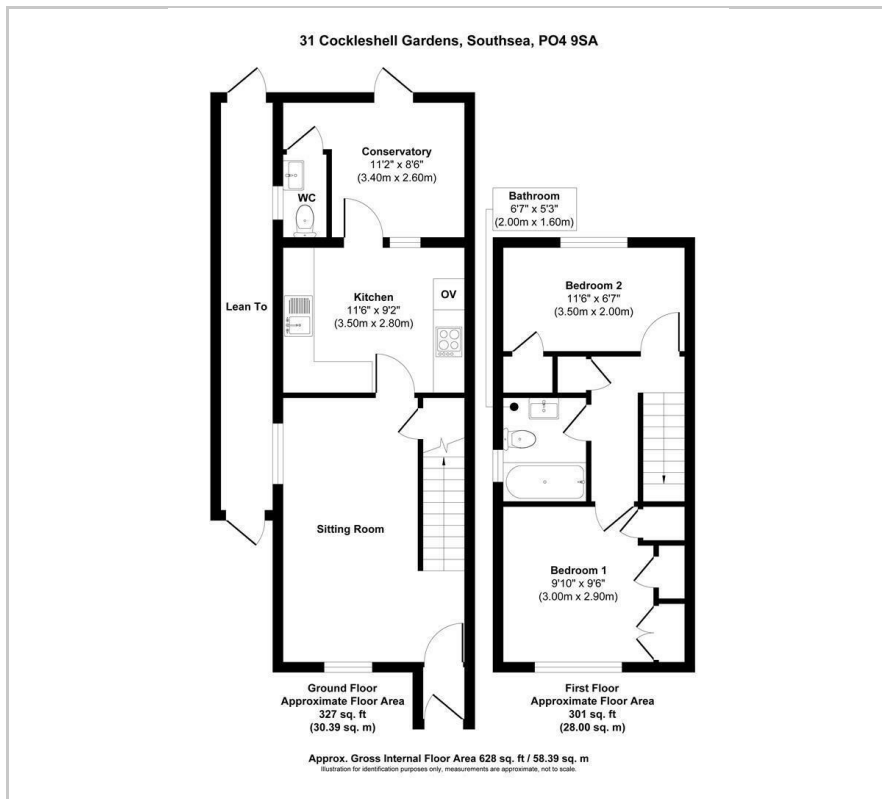 31 Cockleshell Gardens, Southsea, PO4 9SA
Conservatory
11'2" x 8'6"
(3.40m x 2.60m)
WC
Bathroom
6'7" x 5'3"
(2.00m x 1.60m)
Lean To
Kitchen
11'6" x 9'2"
(3.50m x 2.80m)
OV
Bedroom 2
11'6" x 6'7"
(3.50m x 2.00m)
Sitting Room
Bedroom 1
9'10" x 9'6"
(3.00m x 2.90m)
Ground Floor
Approximate Floor Area
327 sq. ft
(30.39 sq. m)
First Floor
Approximate Floor Area
301 sq. ft
(28.00 sq. m)
Approx. Gross Internal Floor Area 628 sq. ft / 58.39 sq. m
Illustration for identification purposes only, measurements are approximate, not to scale.